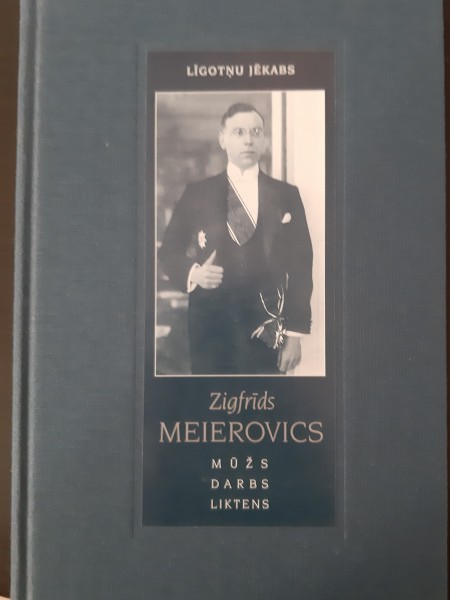 LĪGOTŅU JĒKABS
Zigfrīds
MEIEROVICS
MŪŽS
DARBS
LIKTENS